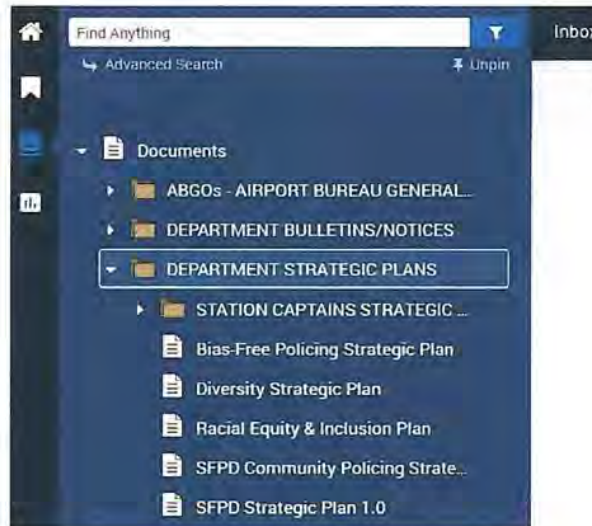 Find Anything
Inbox
Advanced Search
Unpin
Documents
ABGOs - AIRPORT BUREAU GENERAL...
DEPARTMENT BULLETINS/NOTICES
DEPARTMENT STRATEGIC PLANS
STATION CAPTAINS STRATEGIC ...
Bias-Free Policing Strategic Plan
Diversity Strategic Plan
Racial Equity & Inclusion Plan
SFPD Community Policing Strate...
SFPD Strategic Plan 1.0